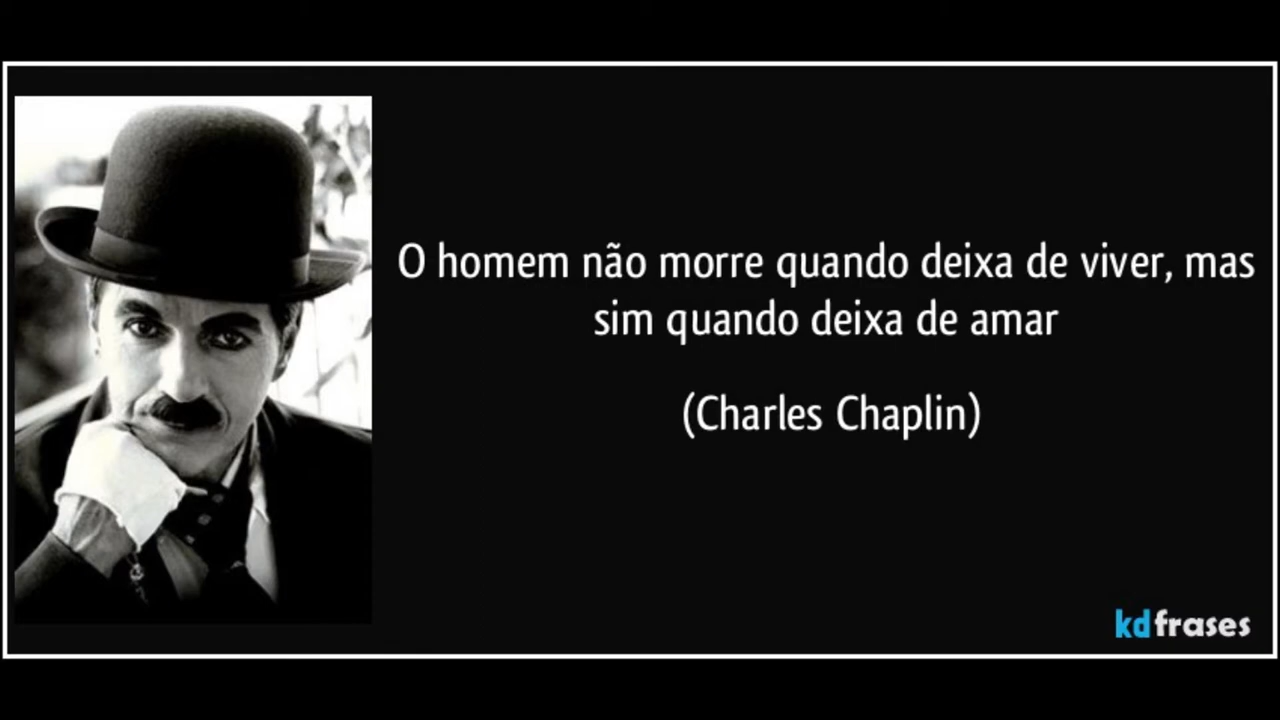 O homem não morre quando deixa de viver, mas
sim quando deixa de amar
(Charles Chaplin)
kdfrases